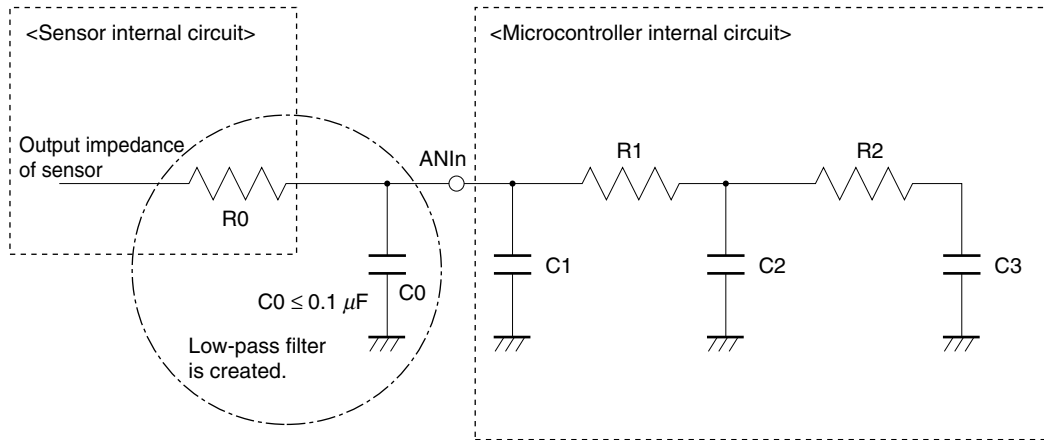 <Sensor internal circuit>
<Microcontroller internal circuit>
Output impedance
of sensor
ANIn
R0
R1
R2
C0
C1
C2
C3
C0 ≤ 0.1 μF
Low-pass filter
is created.